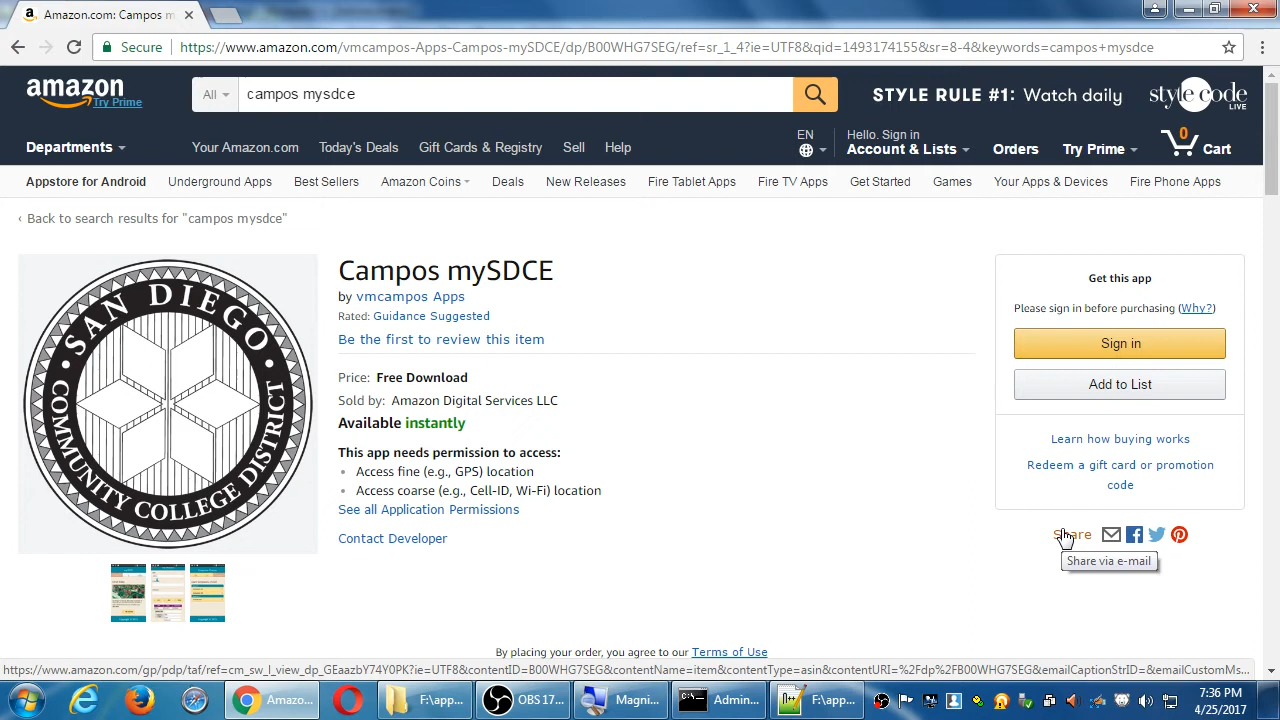 Amazon.com: Campos m
Secure https://www.amazon.com/vmcampos-Apps-Campos-mySDCE/dp/B00WHG7SEG/ref=sr_1_4?ie=UTF8&qid=1493174155&sr=8-4&keywords=campos+mysdce
amazon
Try Prime
All
campos mysdce
STYLE RULE #1: Watch daily
style code
LIVE
Departments
Your Amazon.com
Today's Deals
Gift Cards & Registry
Sell
Help
EN
Hello. Sign in
Account & Lists
Orders
Try Prime
0
Cart
Appstore for Android
Underground Apps
Best Sellers
Amazon Coins
Deals
New Releases
Fire Tablet Apps
Fire TV Apps
Get Started
Games
Your Apps & Devices
Fire Phone Apps
‹ Back to search results for "campos mysdce"
SAN DIEGO
COMMUNITY COLLEGE DISTRICT
Campos mySDCE
by vmcampos Apps
Rated: Guidance Suggested
Be the first to review this item
Price: Free Download
Sold by: Amazon Digital Services LLC
Available instantly
This app needs permission to access:
• Access fine (e.g., GPS) location
• Access coarse (e.g., Cell-ID, Wi-Fi) location
See all Application Permissions
Contact Developer
Get this app
Please sign in before purchasing (Why?)
Sign in
Add to List
Learn how buying works
Redeem a gift card or promotion
code
Share
Share via e-mail
By placing your order, you agree to our Terms of Use
https://www.amazon.com/gp/pdp/taf/ref=cm_sw_l_view_dp_GEaazbY74Y0PK?ie=UTF8&contentID=B00WHG7SEG&contentName=item&contentType=asin&contentURI=%2Fdp%2FB00WHG7SEG&emailCaptionStrID=&emailCustomMs...
Amazo...
F:\app...
OBS 17...
Magni...
Admin...
F:\app...
7:36 PM
4/25/2017